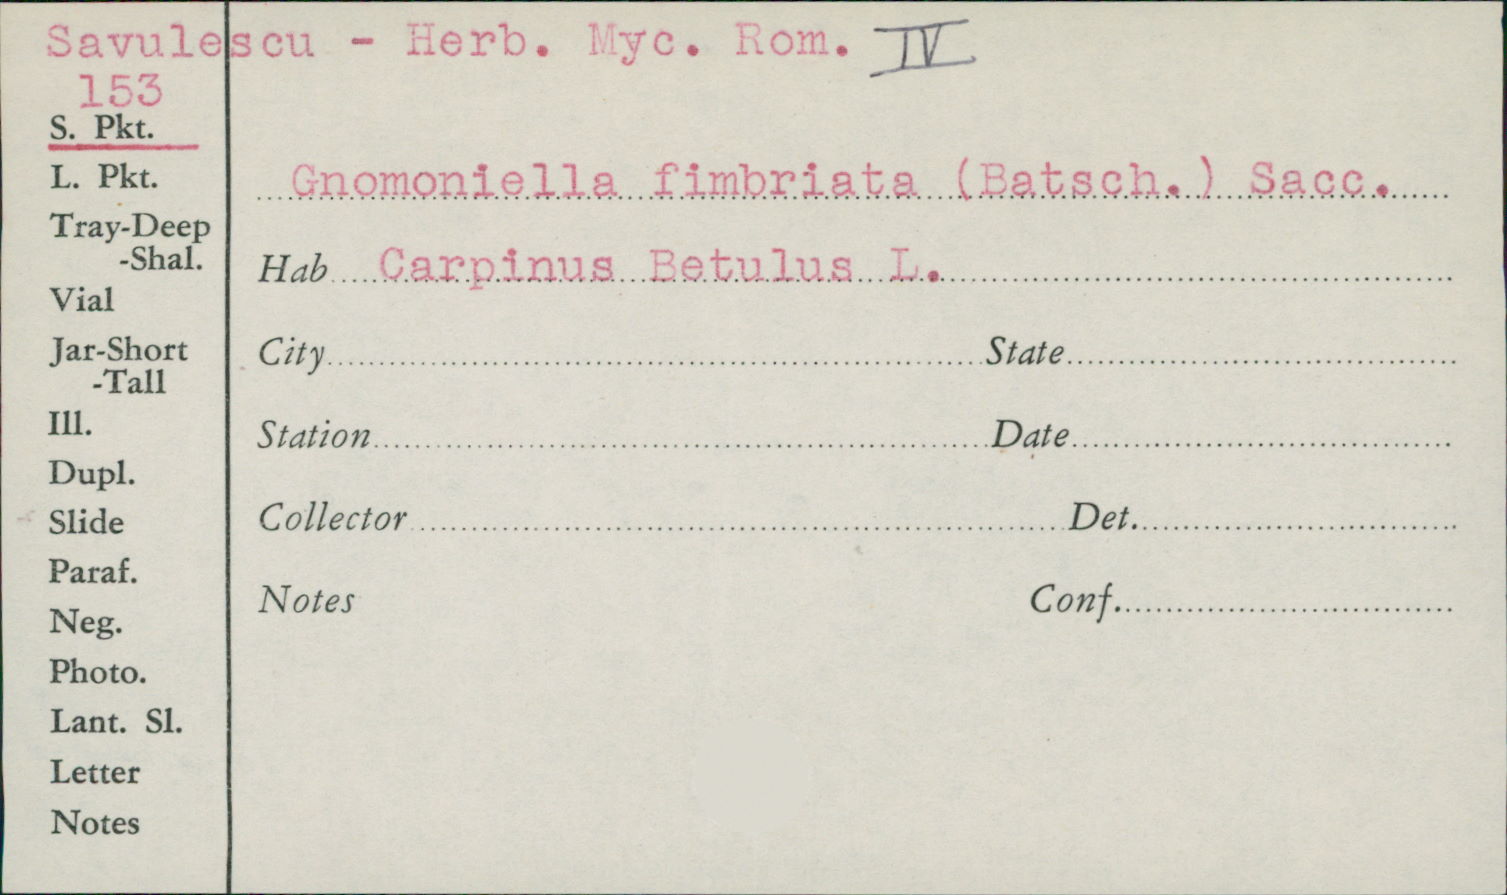 Savulescu - Herb. Myc. Rom. IV
153
S. Pkt.
L. Pkt.
Gnomoniella fimbriata (Batsch.) Sacc.
Tray-Deep
-Shal.
Hab Carpinus Betulus L.
Vial
Jar-Short
-Tall
City State
Ill.
Station Date
Dupl.
Slide
Collector Det.
Paraf.
Notes Conf.
Neg.
Photo.
Lant. Sl.
Letter
Notes